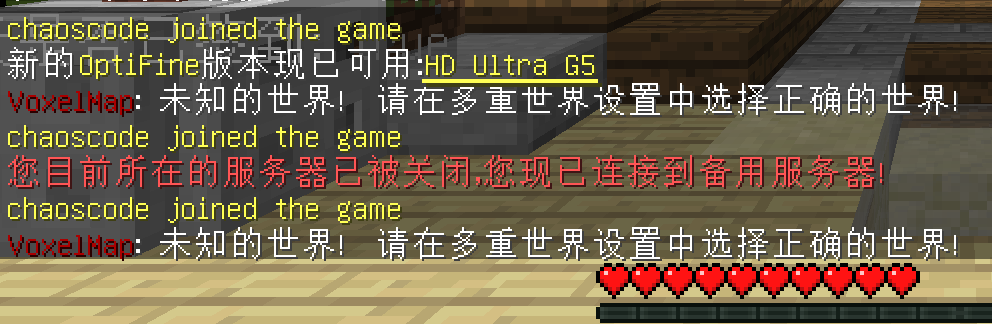 chaoscode joined the game
新的OptiFine版本现已可用:HD Ultra G5
VoxelMap: 未知的世界! 请在多重世界设置中选择正确的世界!
chaoscode joined the game
您目前所在的服务器已被关闭,您现已连接到备用服务器!
chaoscode joined the game
VoxelMap: 未知的世界! 请在多重世界设置中选择正确的世界!